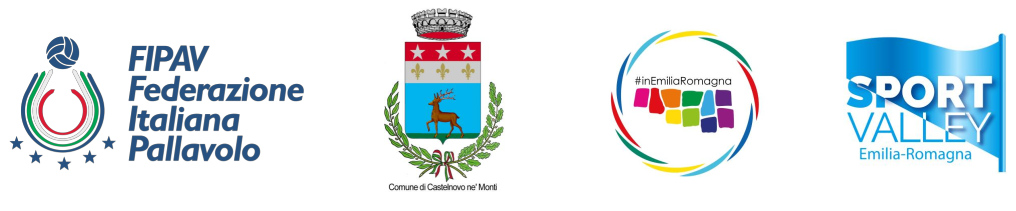 FIPAV
Federazione
Italiana
Pallavolo
Comune di Castelnovo ne' Monti
#inEmiliaRomagna
SPORT
VALLEY
Emilia-Romagna